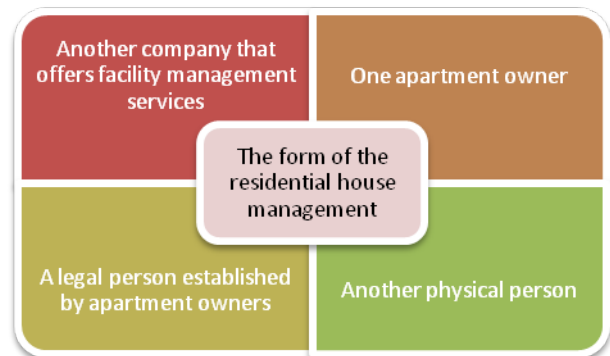 Another company that
offers facility management
services
One apartment owner
The form of the
residential house
management
A legal person established
by apartment owners
Another physical person